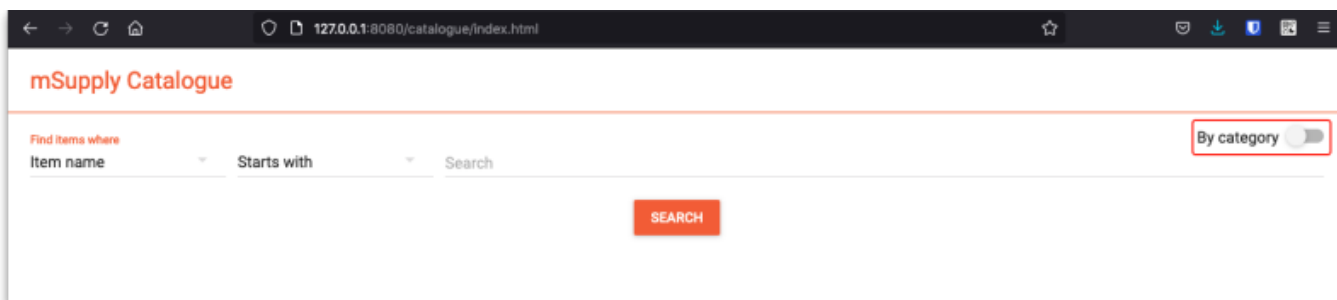 127.0.0.1:8080/catalogue/index.html
mSupply Catalogue
Find items where
By category
Item name
Starts with
Search
SEARCH